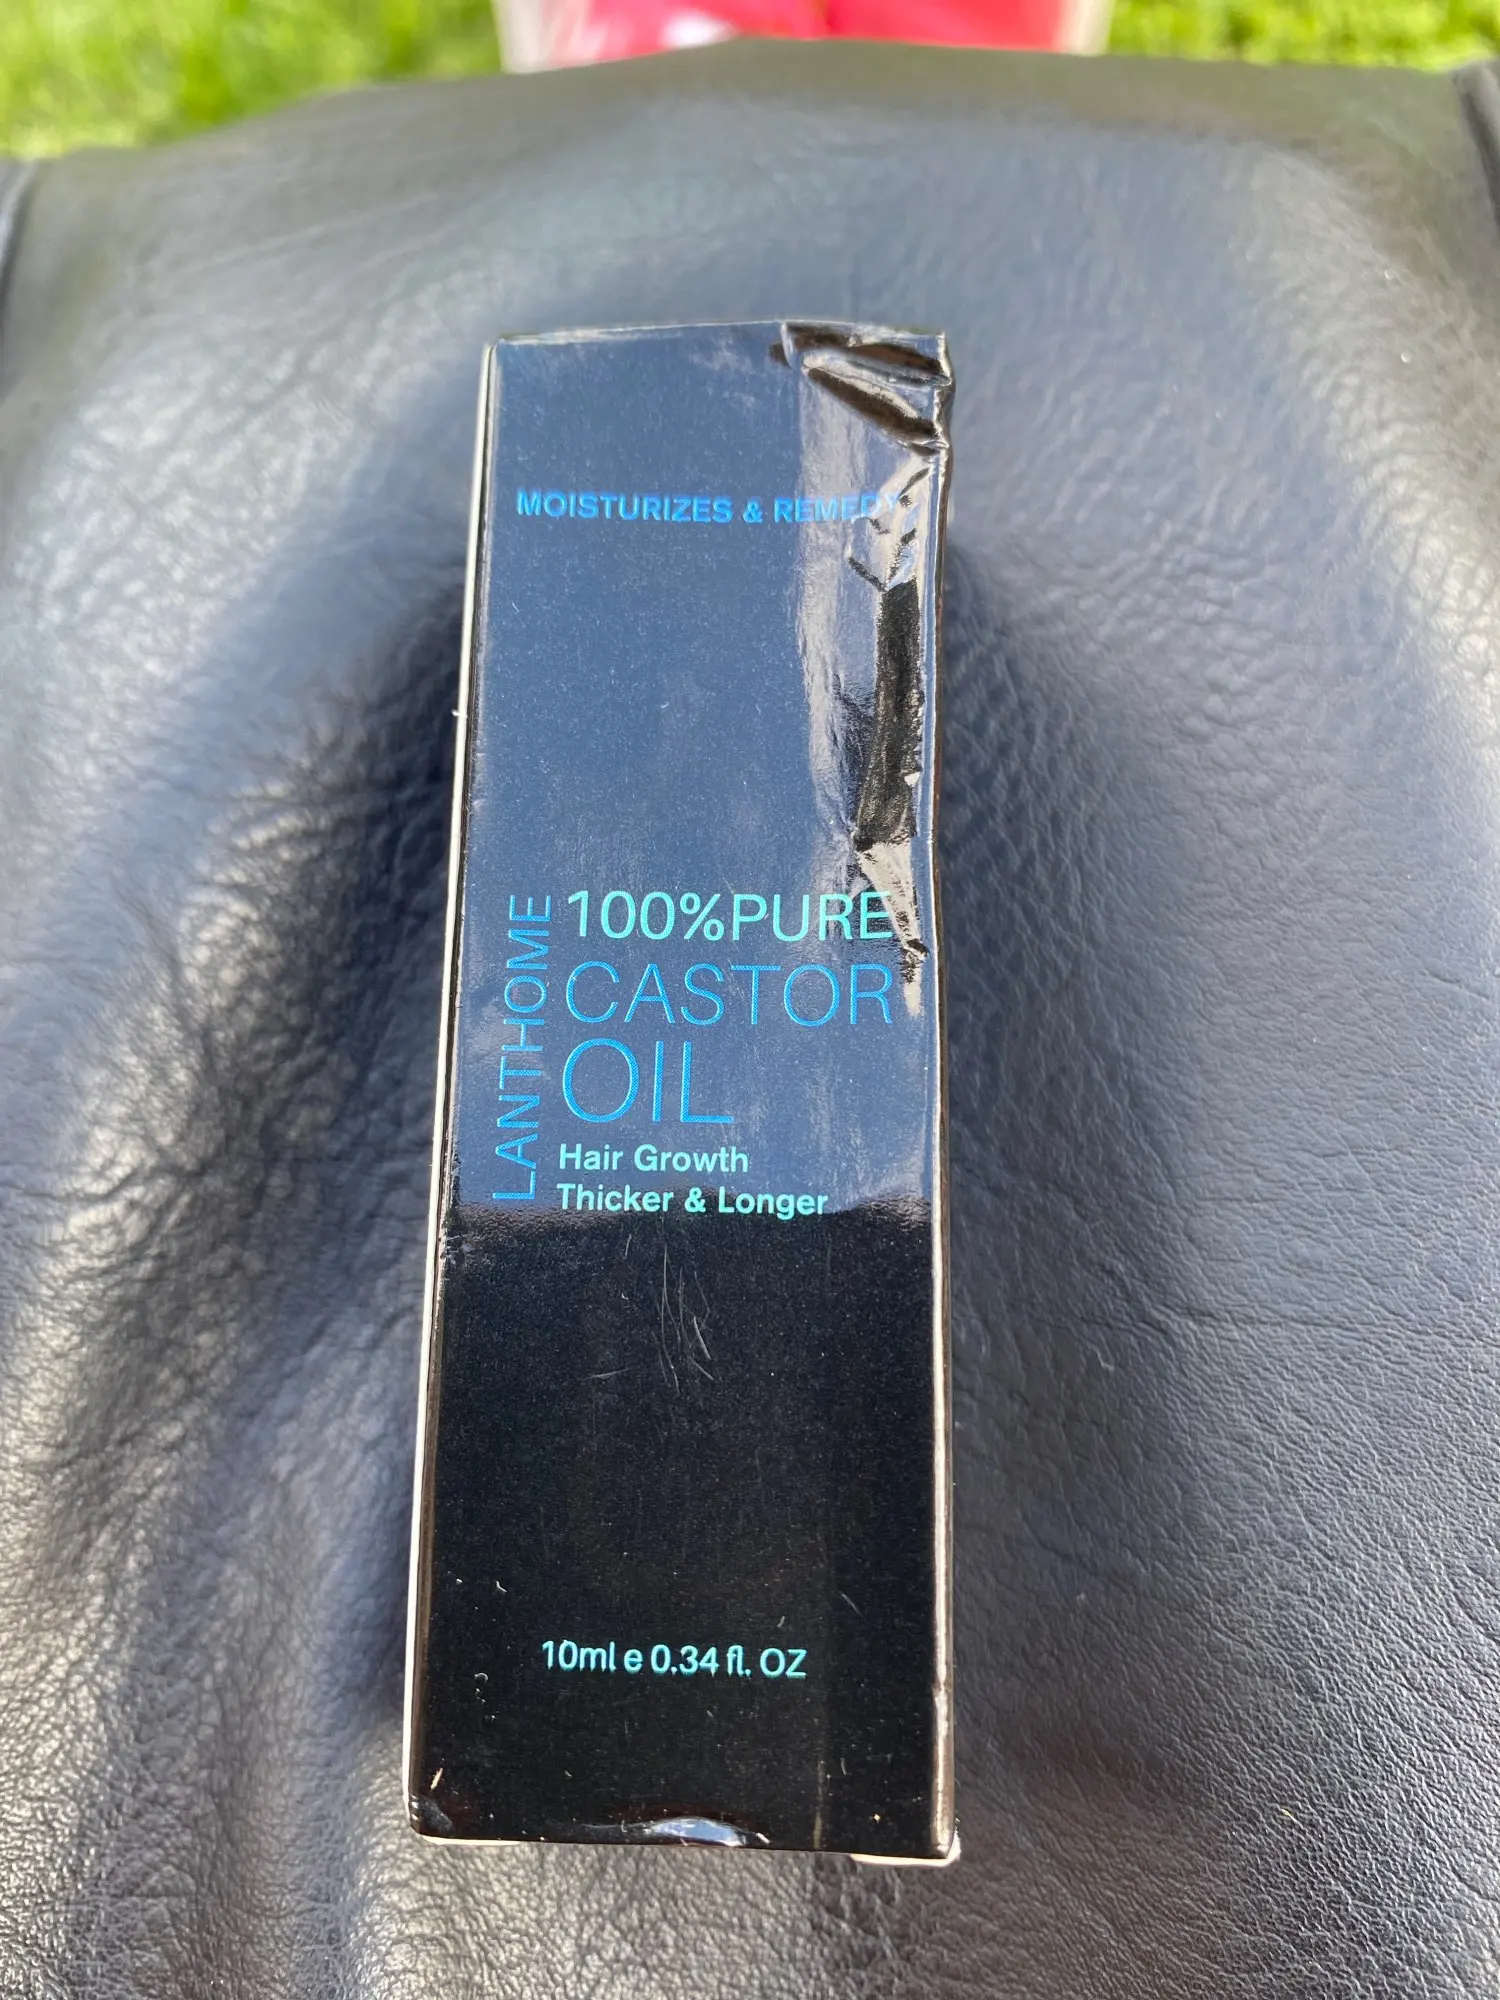 MOISTURIZES & REMEDY
LANTHOME
100%PURE
CASTOR
OIL
Hair Growth
Thicker & Longer
10ml e 0.34 fl. OZ